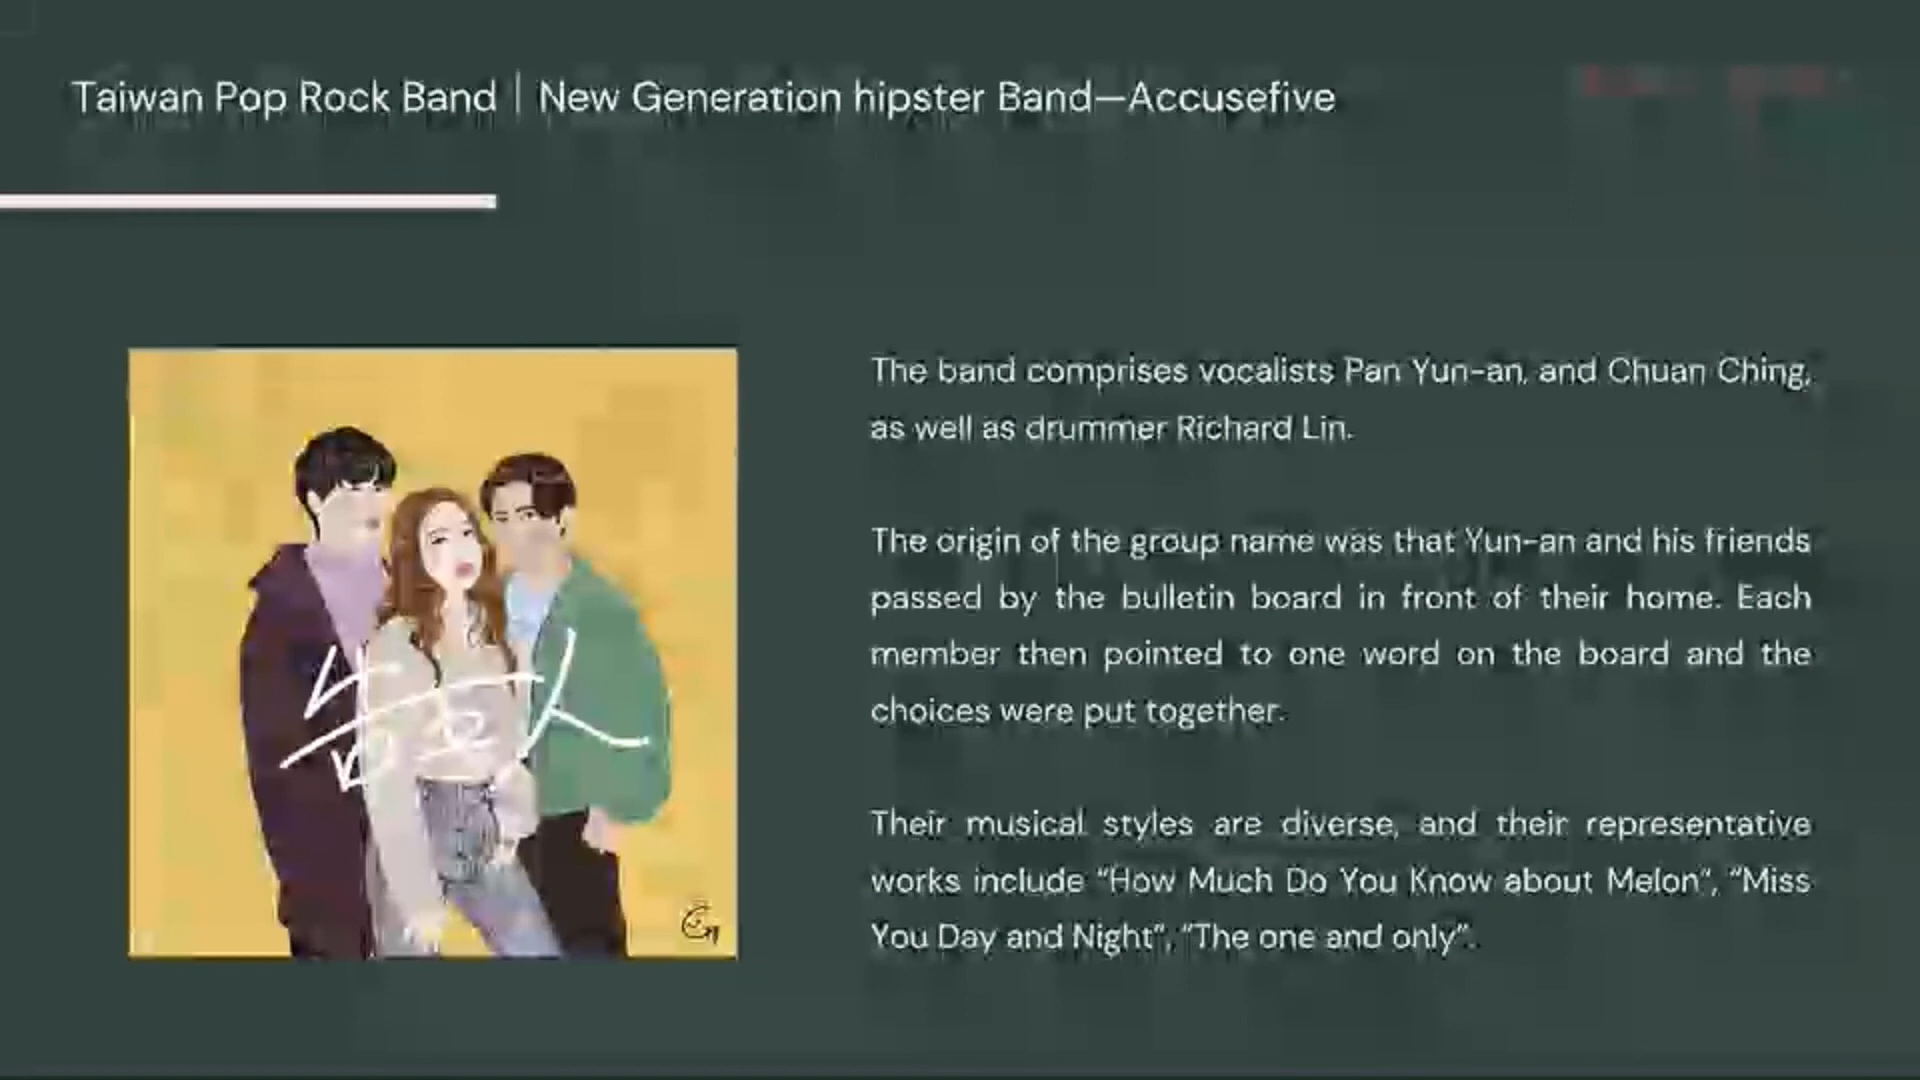 Taiwan Pop Rock Band | New Generation hipster Band—Accusefive
The band comprises vocalists Pan Yun-an, and Chuan Ching,
as well as drummer Richard Lin.
The origin of the group name was that Yun-an and his friends
passed by the bulletin board in front of their home. Each
member then pointed to one word on the board and the
choices were put together.
Their musical styles are diverse, and their representative
works include “How Much Do You Know about Melon”, “Miss
You Day and Night”, “The one and only”.
告五人